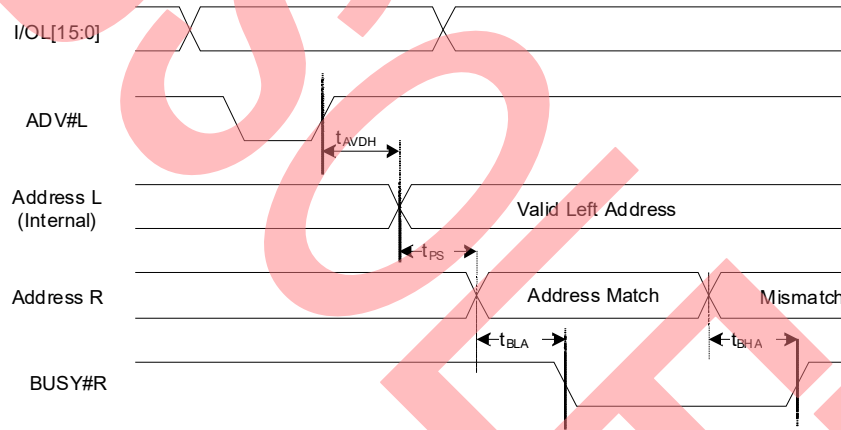 I/OL[15:0]
ADV#L
tAVDH
Address L
(Internal)
Valid Left Address
tPS
Address R
Address Match
Mismatch
tBLA
tBHA
BUSY#R